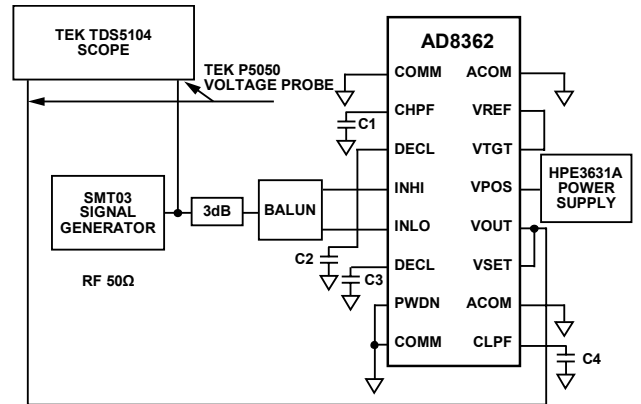 TEK TDS5104
SCOPE
TEK P5050
VOLTAGE PROBE
SMT03
SIGNAL
GENERATOR
RF 50Ω
3dB
BALUN
C1
C2
C3
AD8362
COMM
ACOM
CHPF
VREF
DECL
VTGT
INHI
VPOS
INLO
VOUT
DECL
VSET
PWDN
ACOM
COMM
CLPF
HPE3631A
POWER
SUPPLY
C4